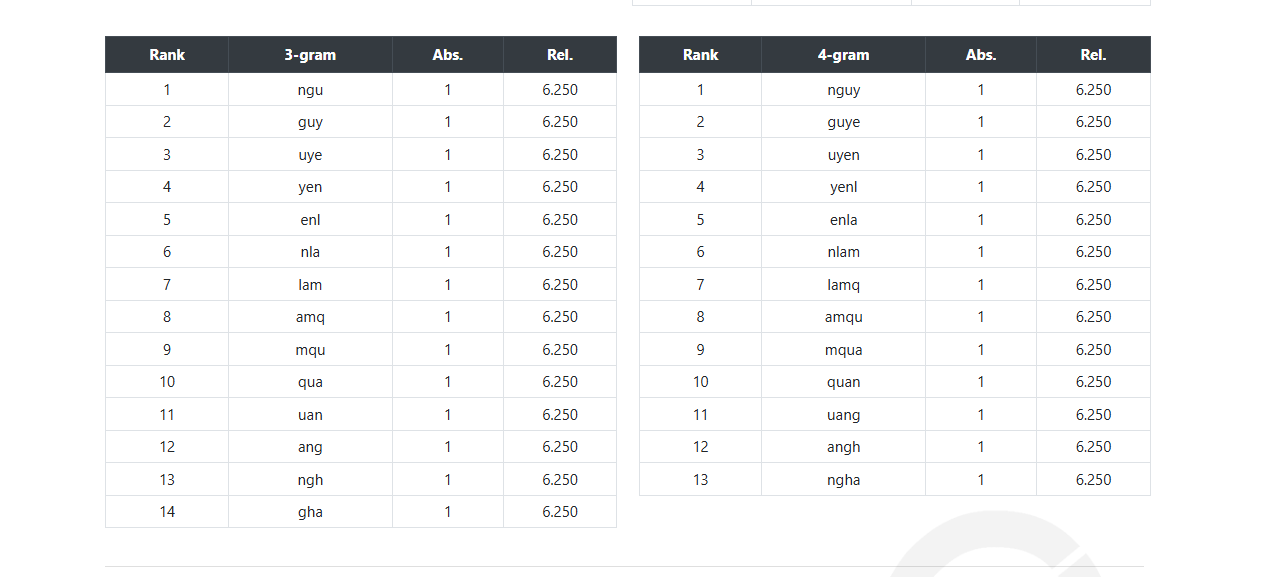 Rank 3-gram Abs. Rel.
1 ngu 1 6.250
2 guy 1 6.250
3 uye 1 6.250
4 yen 1 6.250
5 enl 1 6.250
6 nla 1 6.250
7 lam 1 6.250
8 amq 1 6.250
9 mqu 1 6.250
10 qua 1 6.250
11 uan 1 6.250
12 ang 1 6.250
13 ngh 1 6.250
14 gha 1 6.250
Rank 4-gram Abs. Rel.
1 nguy 1 6.250
2 guye 1 6.250
3 uyen 1 6.250
4 yenl 1 6.250
5 enla 1 6.250
6 nlam 1 6.250
7 lamq 1 6.250
8 amqu 1 6.250
9 mqua 1 6.250
10 quan 1 6.250
11 uang 1 6.250
12 angh 1 6.250
13 ngha 1 6.250